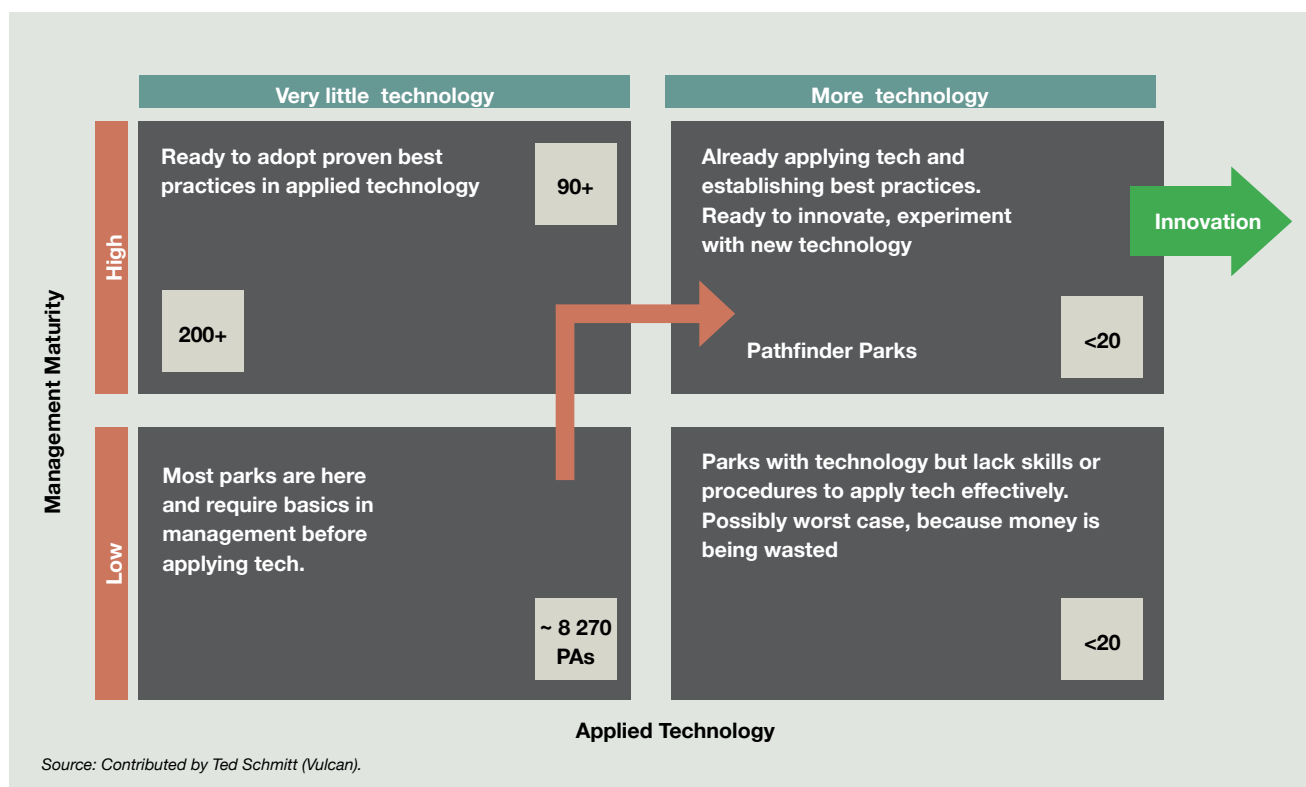 Very little technology
More technology
High
Ready to adopt proven best
practices in applied technology
90+
200+
Already applying tech and
establishing best practices.
Ready to innovate, experiment
with new technology
Pathfinder Parks
<20
Innovation
Management Maturity
Low
Most parks are here
and require basics in
management before
applying tech.
~ 8 270
PAs
Parks with technology but lack skills or
procedures to apply tech effectively.
Possibly worst case, because money is
being wasted
<20
Applied Technology
Source: Contributed by Ted Schmitt (Vulcan).